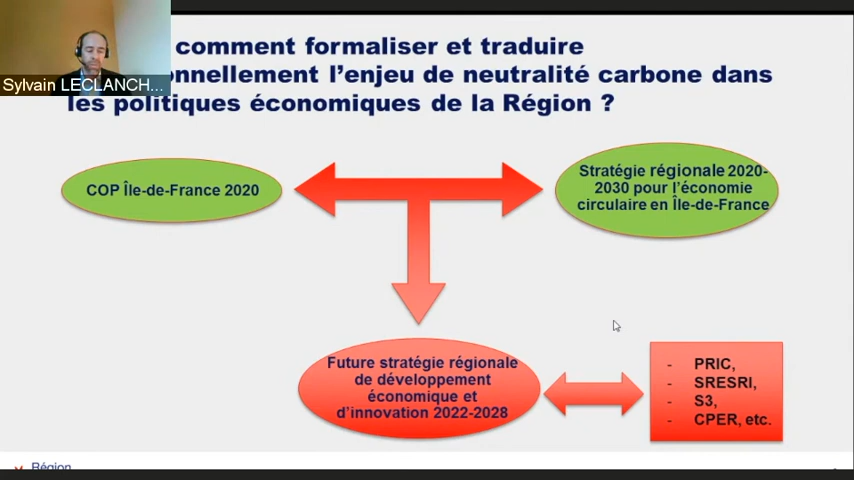 comment formaliser et traduire
onnellement l’enjeu de neutralité carbone dans
les politiques économiques de la Région ?
Sylvain LECLANCH...
COP Île-de-France 2020
Stratégie régionale 2020-
2030 pour l’économie
circulaire en Île-de-France
Future stratégie régionale
de développement
économique et
d’innovation 2022-2028
- PRIC,
- SRESRI,
- S3,
- CPER, etc.
Région